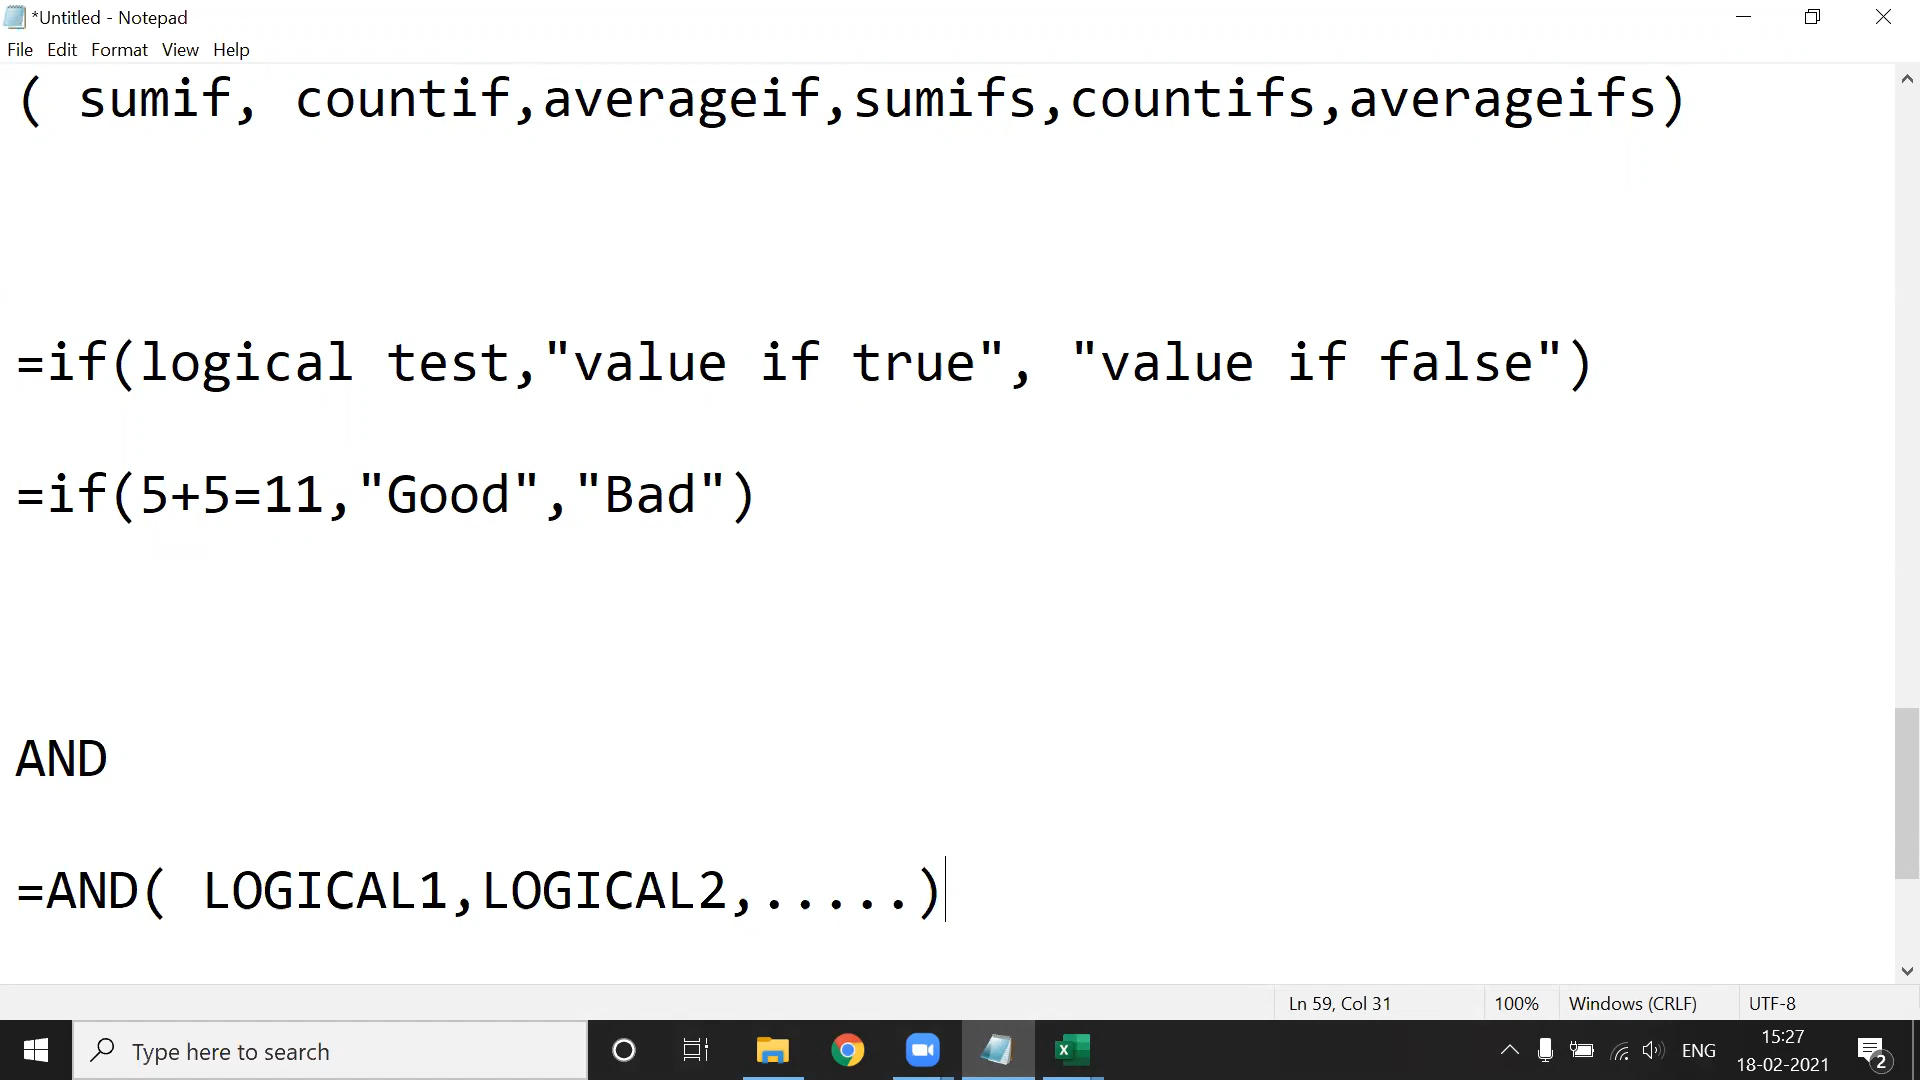 *Untitled - Notepad
File Edit Format View Help
( sumif, countif,averageif,sumifs,countifs,averageifs)
=if(logical test,"value if true", "value if false")
=if(5+5=11,"Good","Bad")
AND
=AND( LOGICAL1,LOGICAL2,.....)
Ln 59, Col 31 100% Windows (CRLF) UTF-8
Type here to search
ENG
15:27
18-02-2021
2